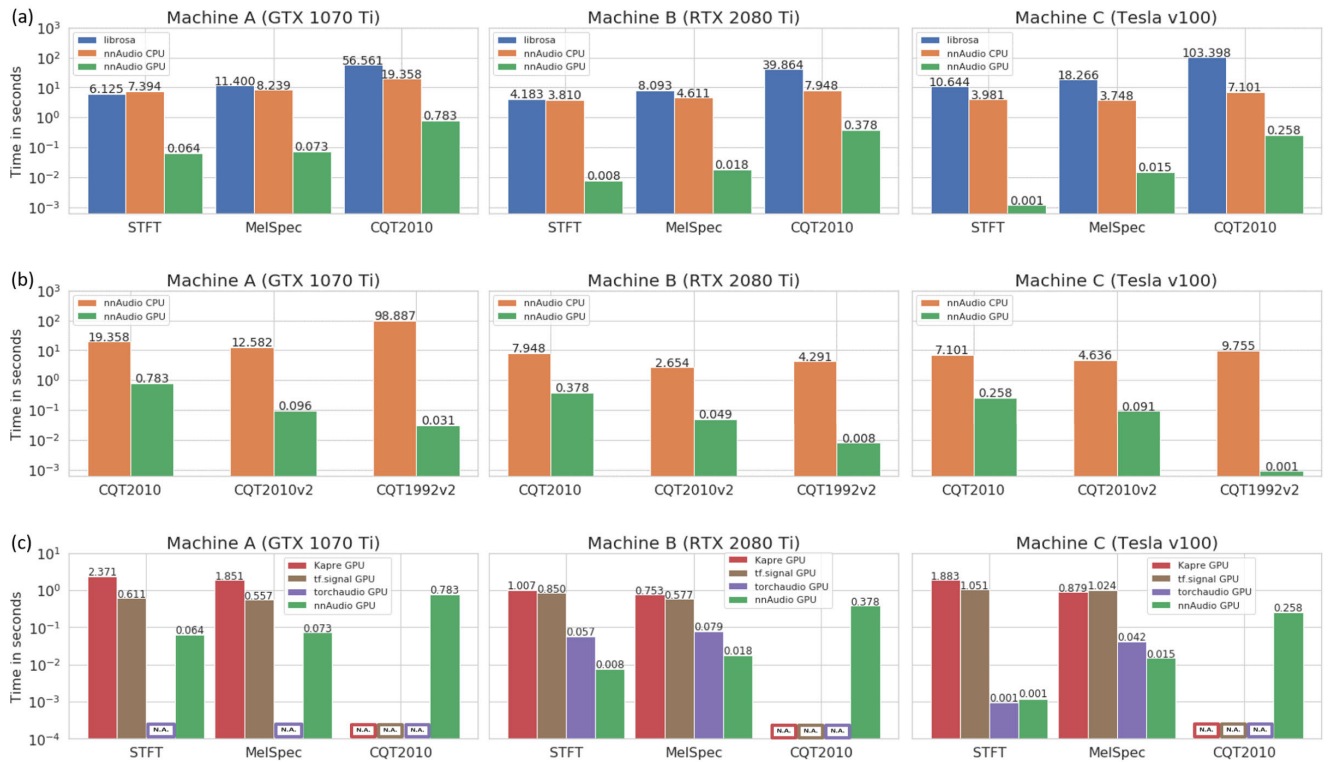 (a)
Machine A (GTX 1070 Ti)
Machine B (RTX 2080 Ti)
Machine C (Tesla v100)
Time in seconds
10³
10²
10¹
10⁰
10⁻¹
10⁻²
10⁻³
librosa
nnAudio CPU
nnAudio GPU
6.125
7.394
0.064
11.400
8.239
0.073
56.561
19.358
0.783
STFT
MelSpec
CQT2010
librosa
nnAudio CPU
nnAudio GPU
4.183
3.810
0.008
8.093
4.611
0.018
39.864
7.948
0.378
STFT
MelSpec
CQT2010
librosa
nnAudio CPU
nnAudio GPU
10.644
3.981
0.001
18.266
3.748
0.015
103.398
7.101
0.258
STFT
MelSpec
CQT2010
(b)
Machine A (GTX 1070 Ti)
Machine B (RTX 2080 Ti)
Machine C (Tesla v100)
Time in seconds
10³
10²
10¹
10⁰
10⁻¹
10⁻²
10⁻³
nnAudio CPU
nnAudio GPU
19.358
0.783
12.582
0.096
98.887
0.031
CQT2010
CQT2010v2
CQT1992v2
nnAudio CPU
nnAudio GPU
7.948
0.378
2.654
0.049
4.291
0.008
CQT2010
CQT2010v2
CQT1992v2
nnAudio CPU
nnAudio GPU
7.101
0.258
4.636
0.091
9.755
0.001
CQT2010
CQT2010v2
CQT1992v2
(c)
Machine A (GTX 1070 Ti)
Machine B (RTX 2080 Ti)
Machine C (Tesla v100)
Time in seconds
10¹
10⁰
10⁻¹
10⁻²
10⁻³
10⁻⁴
Kapre GPU
tf.signal GPU
torchaudio GPU
nnAudio GPU
2.371
0.611
N.A.
0.064
1.851
0.557
N.A.
0.073
N.A.
N.A.
N.A.
0.783
STFT
MelSpec
CQT2010
Kapre GPU
tf.signal GPU
torchaudio GPU
nnAudio GPU
1.007
0.850
0.057
0.008
0.753
0.577
0.079
0.018
N.A.
N.A.
N.A.
0.378
STFT
MelSpec
CQT2010
Kapre GPU
tf.signal GPU
torchaudio GPU
nnAudio GPU
1.883
1.051
0.001
0.001
0.879
1.024
0.042
0.015
N.A.
N.A.
N.A.
0.258
STFT
MelSpec
CQT2010